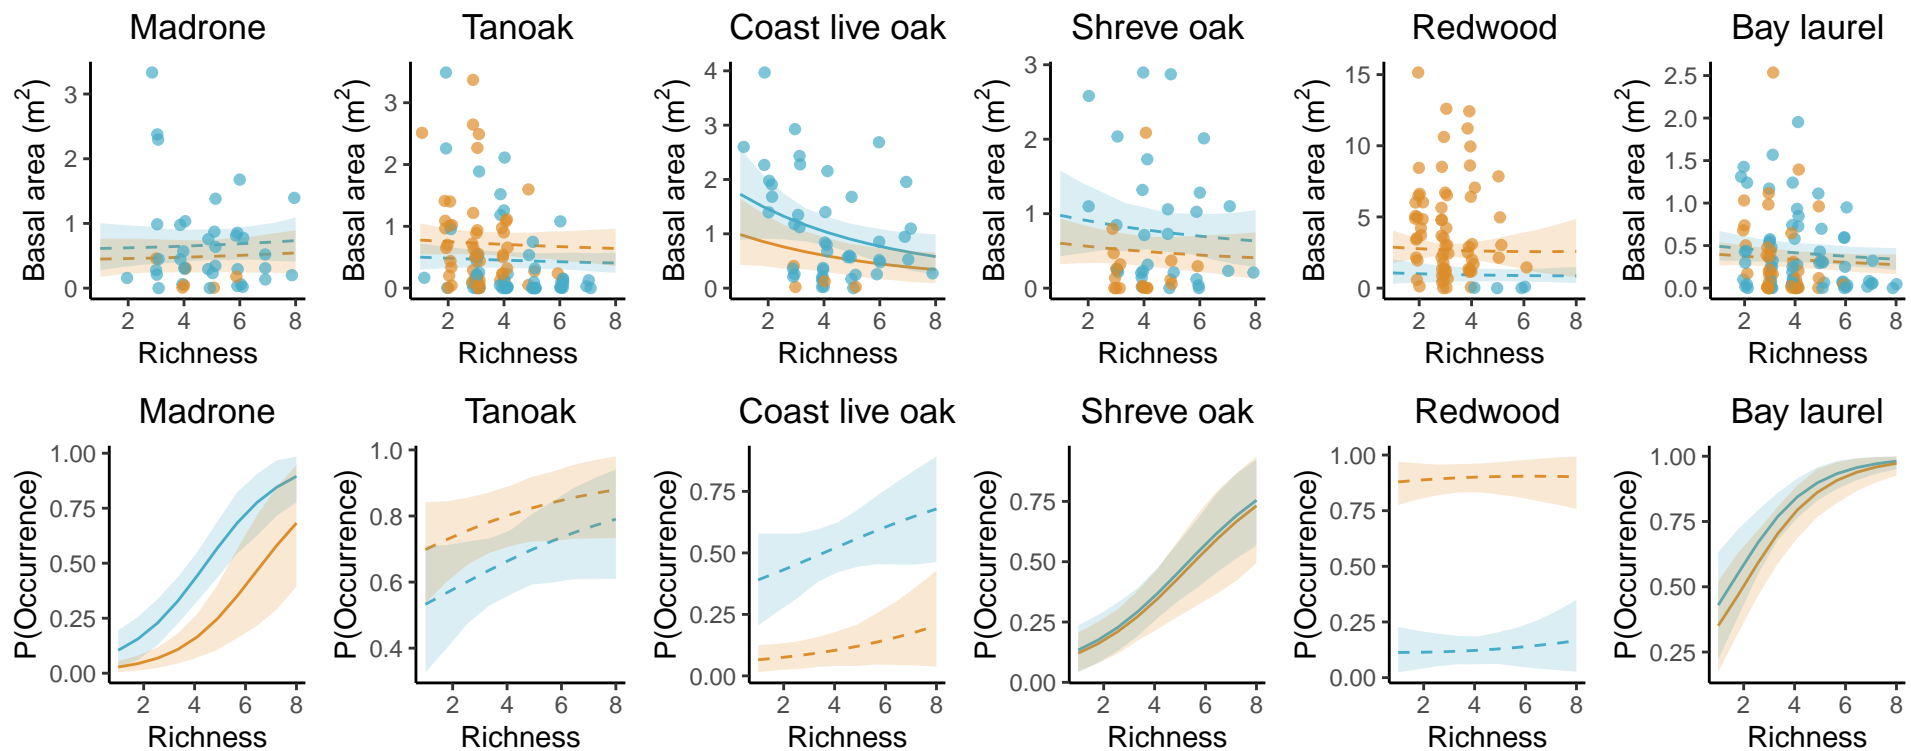 Madrone Tanoak Coast live oak Shreve oak Redwood Bay laurel
Basal area (m²) 0 1 2 3 2 4 6 8 Richness
Basal area (m²) 0 1 2 3 2 4 6 8 Richness
Basal area (m²) 0 1 2 3 4 2 4 6 8 Richness
Basal area (m²) 0 1 2 3 2 4 6 8 Richness
Basal area (m²) 0 5 10 15 2 4 6 8 Richness
Basal area (m²) 0.0 0.5 1.0 1.5 2.0 2.5 2 4 6 8 Richness
Madrone Tanoak Coast live oak Shreve oak Redwood Bay laurel
P(Occurrence) 0.00 0.25 0.50 0.75 1.00 2 4 6 8 Richness
P(Occurrence) 0.4 0.6 0.8 1.0 2 4 6 8 Richness
P(Occurrence) 0.00 0.25 0.50 0.75 2 4 6 8 Richness
P(Occurrence) 0.00 0.25 0.50 0.75 2 4 6 8 Richness
P(Occurrence) 0.00 0.25 0.50 0.75 1.00 2 4 6 8 Richness
P(Occurrence) 0.25 0.50 0.75 1.00 2 4 6 8 Richness